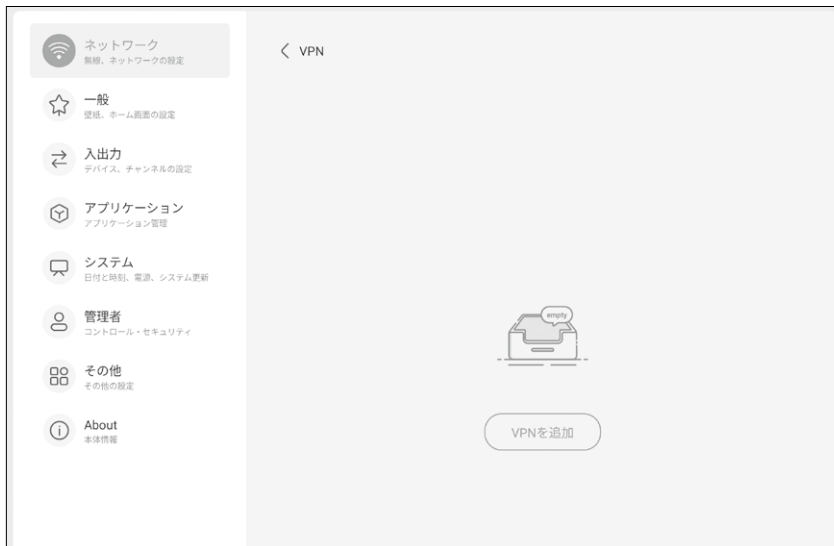 ネットワーク
無線、ネットワークの設定
一般
壁紙、ホーム画面の設定
入出力
デバイス、チャンネルの設定
アプリケーション
アプリケーション管理
システム
日付と時刻、電源、システム更新
管理者
コントロール・セキュリティ
その他
その他の設定
About
本体情報
VPN
empty
VPNを追加